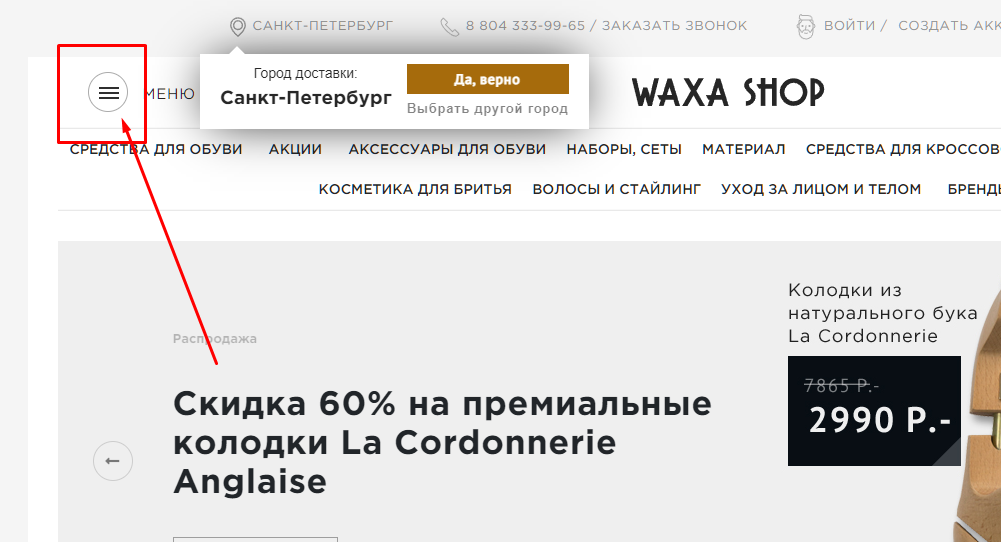 САНКТ-ПЕТЕРБУРГ
8 804 333-99-65 / ЗАКАЗАТЬ ЗВОНОК
ВОЙТИ / СОЗДАТЬ АКК
Город доставки:
Санкт-Петербург
Да, верно
Выбрать другой город
МЕНЮ
WAXA SHOP
СРЕДСТВА ДЛЯ ОБУВИ АКЦИИ АКСЕССУАРЫ ДЛЯ ОБУВИ НАБОРЫ, СЕТЫ МАТЕРИАЛ СРЕДСТВА ДЛЯ КРОССОВ
КОСМЕТИКА ДЛЯ БРИТЬЯ ВОЛОСЫ И СТАЙЛИНГ УХОД ЗА ЛИЦОМ И ТЕЛОМ БРЕНДЫ
Распродажа
Скидка 60% на премиальные
колодки La Cordonnerie
Anglaise
Колодки из
натурального бука
La Cordonnerie
7865 Р.-
2990 Р.-